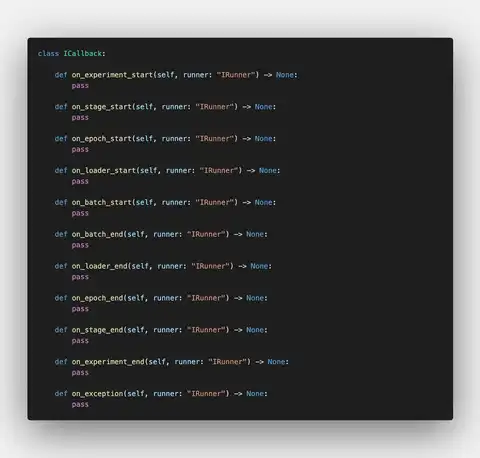 class ICallback:
def on_experiment_start(self, runner: "IRunner") -> None:
pass
def on_stage_start(self, runner: "IRunner") -> None:
pass
def on_epoch_start(self, runner: "IRunner") -> None:
pass
def on_loader_start(self, runner: "IRunner") -> None:
pass
def on_batch_start(self, runner: "IRunner") -> None:
pass
def on_batch_end(self, runner: "IRunner") -> None:
pass
def on_loader_end(self, runner: "IRunner") -> None:
pass
def on_epoch_end(self, runner: "IRunner") -> None:
pass
def on_stage_end(self, runner: "IRunner") -> None:
pass
def on_experiment_end(self, runner: "IRunner") -> None:
pass
def on_exception(self, runner: "IRunner") -> None:
pass